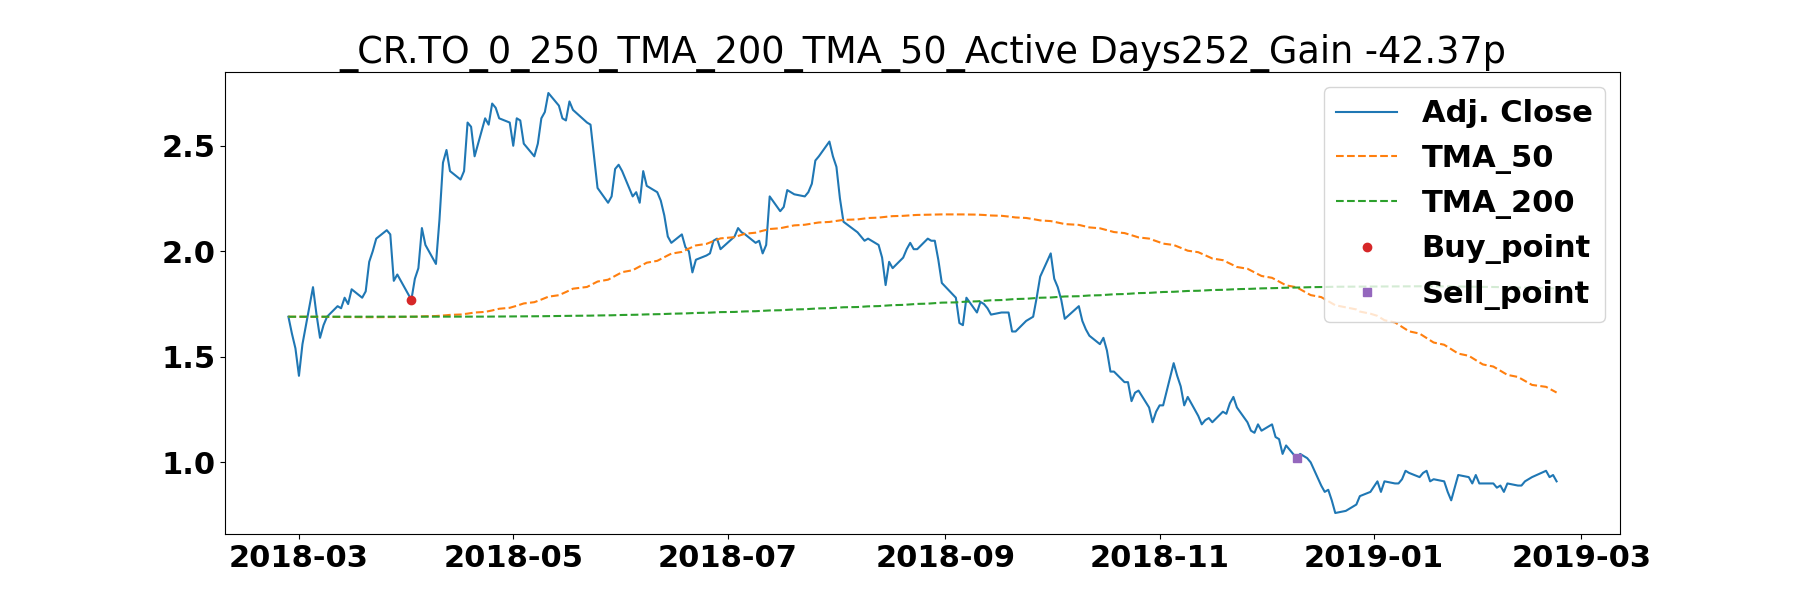 _CR.TO_0_250_TMA_200_TMA_50_Active Days252_Gain -42.37p
Adj. Close
TMA_50
TMA_200
Buy_point
Sell_point
2.5
2.0
1.5
1.0
2018-03 2018-05 2018-07 2018-09 2018-11 2019-01 2019-03